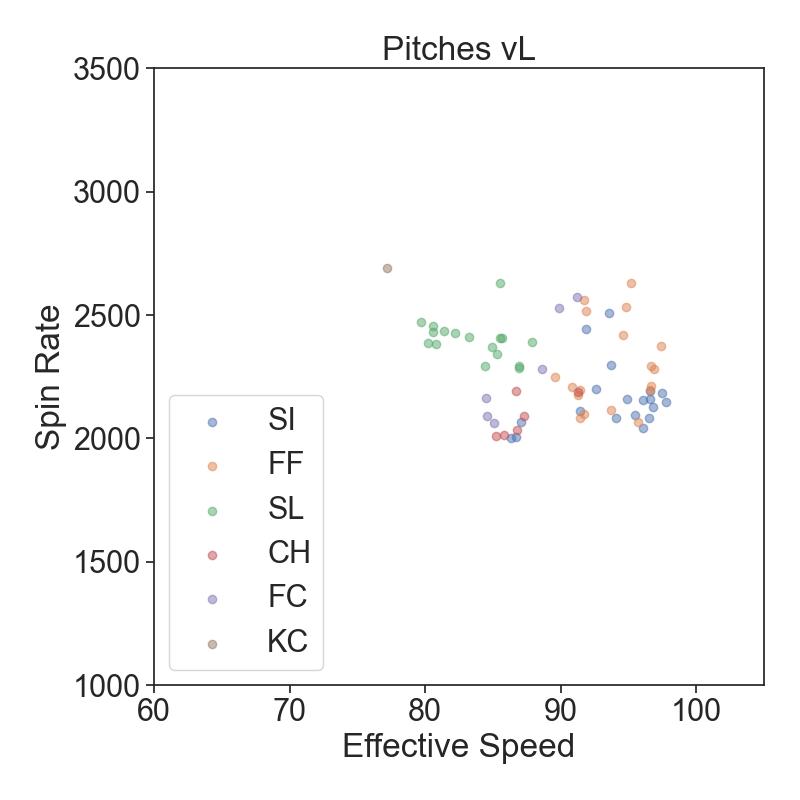 Pitches vL
Spin Rate
3500
3000
2500
2000
1500
1000
SI
FF
SL
CH
FC
KC
60 70 80 90 100
Effective Speed